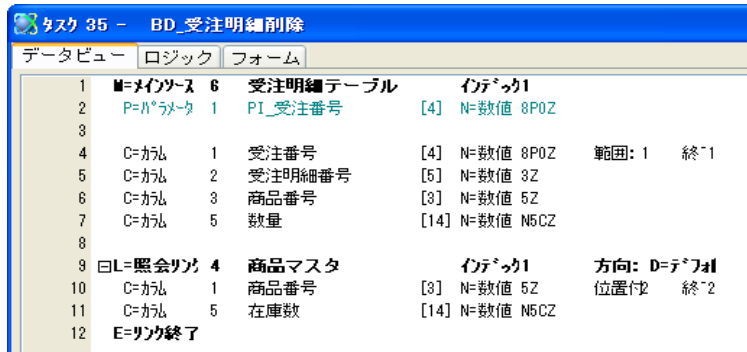 タスク 35 - BD_受注明細削除
データビュー ロジック フォーム
1 M=メインソース 6 受注明細テーブル インデック1
2 P=パラメータ 1 PI_受注番号 [4] N=数値 8P0Z
3
4 C=カラム 1 受注番号 [4] N=数値 8P0Z 範囲: 1 終 1
5 C=カラム 2 受注明細番号 [5] N=数値 3Z
6 C=カラム 3 商品番号 [3] N=数値 5Z
7 C=カラム 5 数量 [14] N=数値 N5CZ
8
9 L=照会リンク 4 商品マスタ インデック1 方向: D=デフォル
10 C=カラム 1 商品番号 [3] N=数値 5Z 位置付 2 終 2
11 C=カラム 5 在庫数 [14] N=数値 N5CZ
12 E=リンク終了